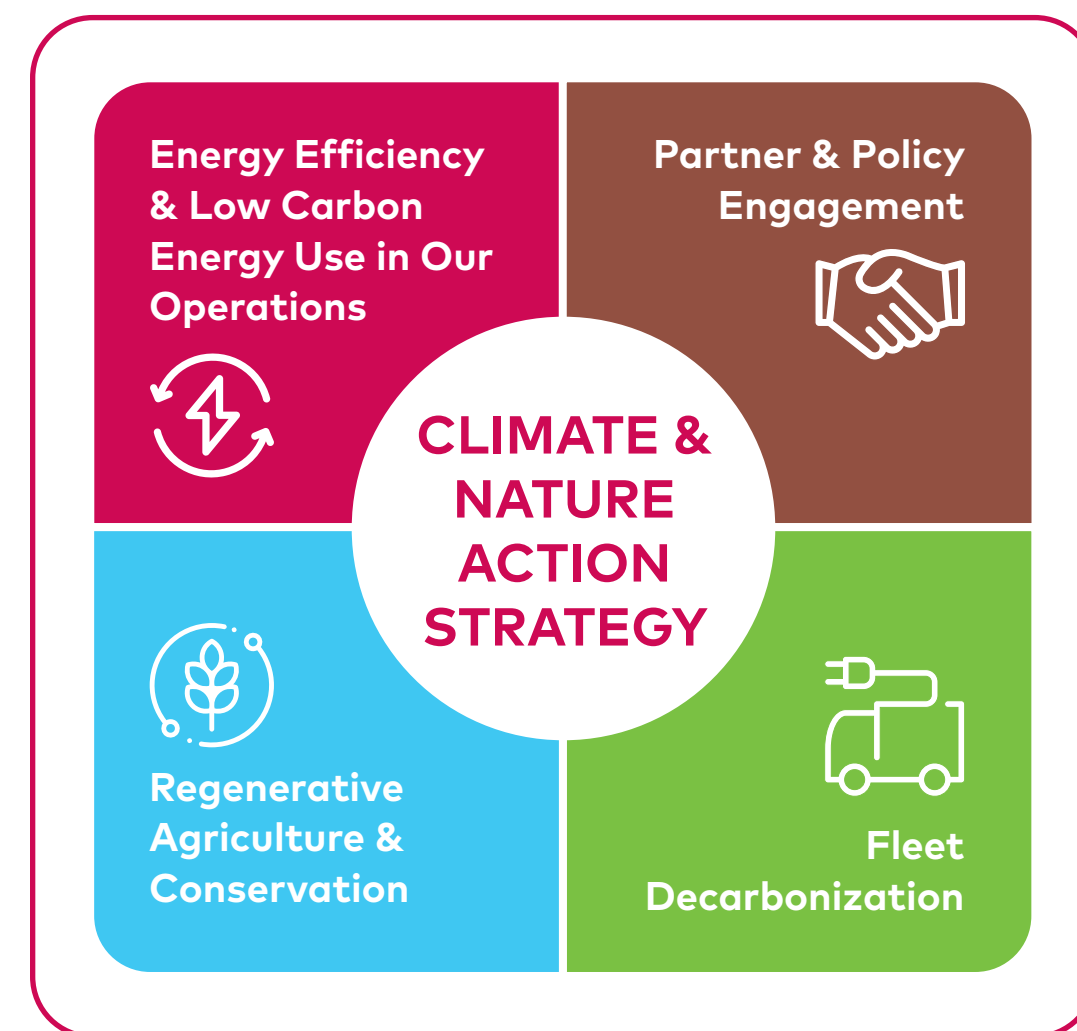 Energy Efficiency
& Low Carbon
Energy Use in Our
Operations
Partner & Policy
Engagement
CLIMATE &
NATURE
ACTION
STRATEGY
Regenerative
Agriculture &
Conservation
Fleet
Decarbonization